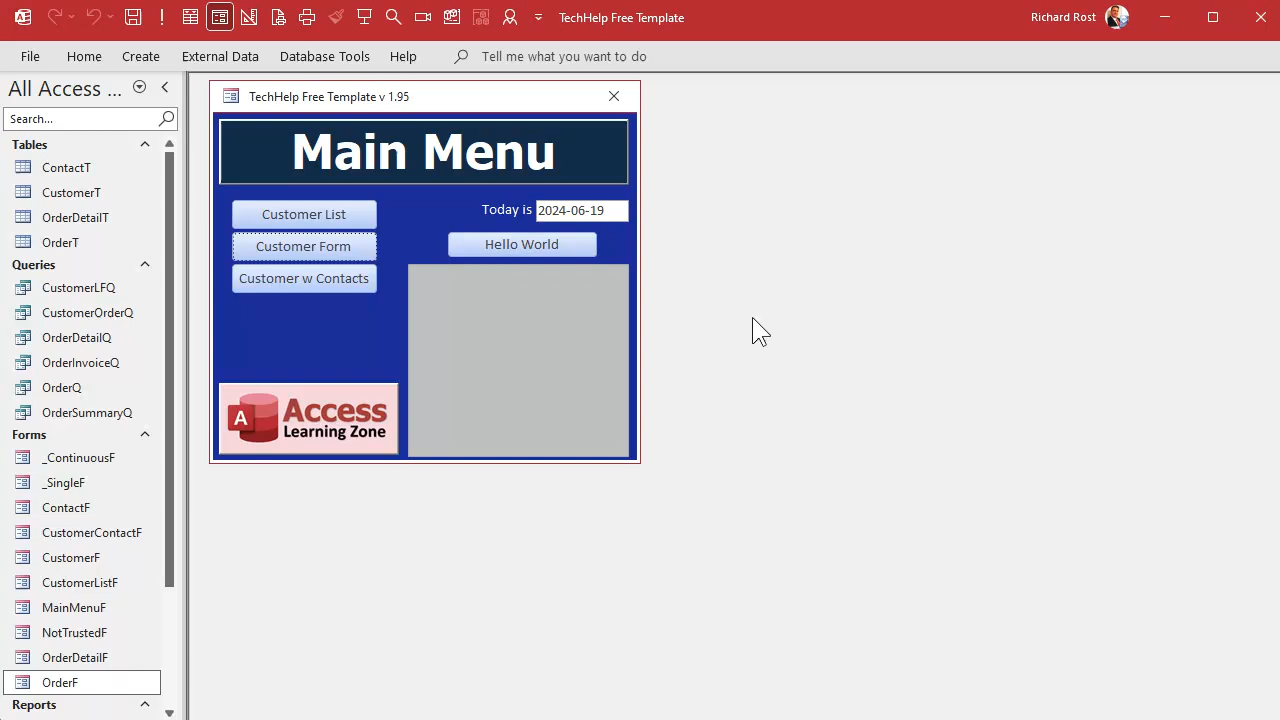 TechHelp Free Template
Richard Rost
File Home Create External Data Database Tools Help Tell me what you want to do
All Access ...
Search...
Tables
ContactT
CustomerT
OrderDetailT
OrderT
Queries
CustomerLFQ
CustomerOrderQ
OrderDetailQ
OrderInvoiceQ
OrderQ
OrderSummaryQ
Forms
_ContinuousF
_SingleF
ContactF
CustomerContactF
CustomerF
CustomerListF
MainMenuF
NotTrustedF
OrderDetailF
OrderF
Reports
TechHelp Free Template v 1.95
Main Menu
Customer List
Customer Form
Customer w Contacts
Today is 2024-06-19
Hello World
A Access
Learning Zone